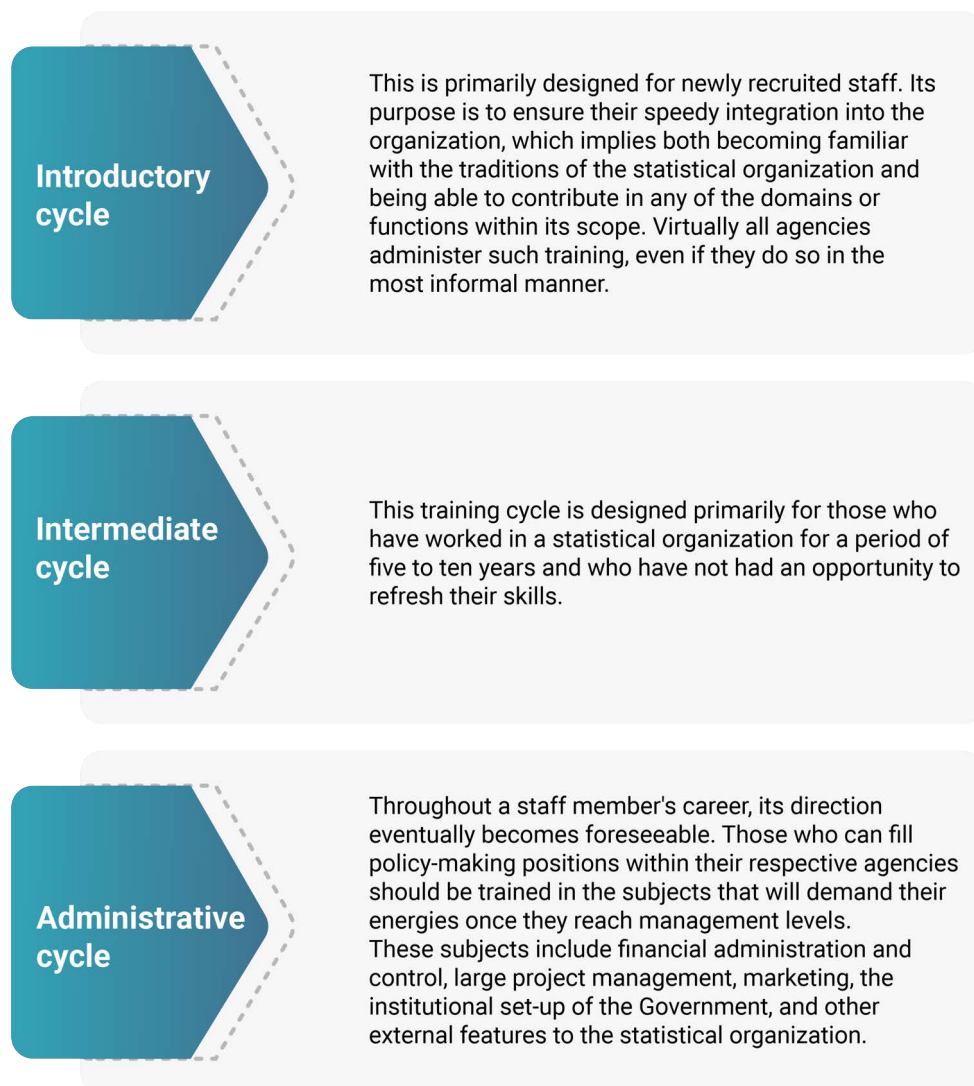 Introductory
cycle
This is primarily designed for newly recruited staff. Its
purpose is to ensure their speedy integration into the
organization, which implies both becoming familiar
with the traditions of the statistical organization and
being able to contribute in any of the domains or
functions within its scope. Virtually all agencies
administer such training, even if they do so in the
most informal manner.
Intermediate
cycle
This training cycle is designed primarily for those who
have worked in a statistical organization for a period of
five to ten years and who have not had an opportunity to
refresh their skills.
Administrative
cycle
Throughout a staff member's career, its direction
eventually becomes foreseeable. Those who can fill
policy-making positions within their respective agencies
should be trained in the subjects that will demand their
energies once they reach management levels.
These subjects include financial administration and
control, large project management, marketing, the
institutional set-up of the Government, and other
external features to the statistical organization.